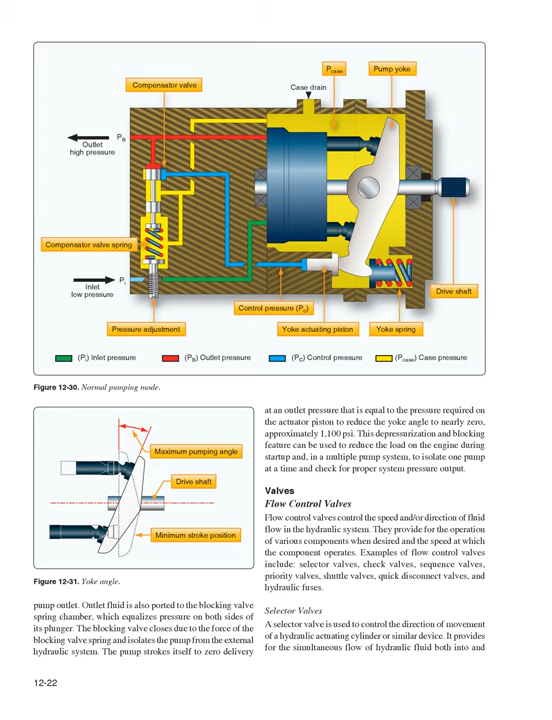 P_case
Pump yoke
Compensator valve
Case drain
P_S
Outlet
high pressure
Compensator valve spring
P_i
Inlet
low pressure
Drive shaft
Control pressure (P_c)
Pressure adjustment
Yoke actuating piston
Yoke spring
(P_i) Inlet pressure
(P_S) Outlet pressure
(P_C) Control pressure
(P_case) Case pressure
Figure 12-30. Normal pumping mode.
Maximum pumping angle
Drive shaft
Minimum stroke position
Figure 12-31. Yoke angle.
pump outlet. Outlet fluid is also ported to the blocking valve
spring chamber, which equalizes pressure on both sides of
its plunger. The blocking valve closes due to the force of the
blocking valve spring and isolates the pump from the external
hydraulic system. The pump strokes itself to zero delivery
at an outlet pressure that is equal to the pressure required on
the actuator piston to reduce the yoke angle to nearly zero,
approximately 1,100 psi. This depressurization and blocking
feature can be used to reduce the load on the engine during
startup and, in a multiple pump system, to isolate one pump
at a time and check for proper system pressure output.
Valves
Flow Control Valves
Flow control valves control the speed and/or direction of fluid
flow in the hydraulic system. They provide for the operation
of various components when desired and the speed at which
the component operates. Examples of flow control valves
include: selector valves, check valves, sequence valves,
priority valves, shuttle valves, quick disconnect valves, and
hydraulic fuses.
Selector Valves
A selector valve is used to control the direction of movement
of a hydraulic actuating cylinder or similar device. It provides
for the simultaneous flow of hydraulic fluid both into and
12-22